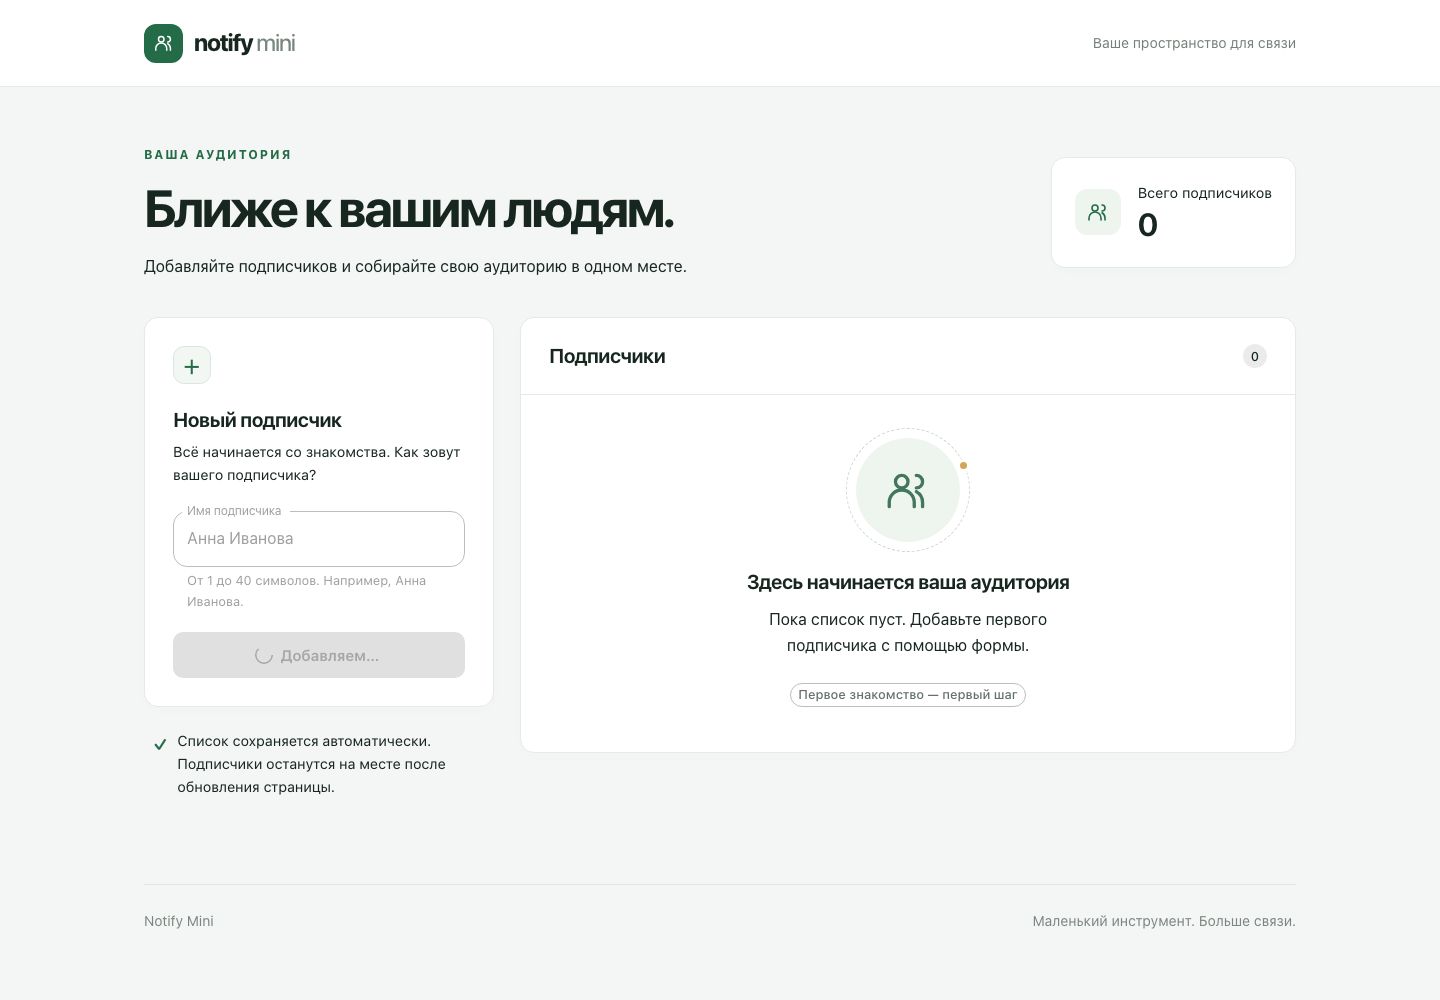 notify mini
Ваше пространство для связи
ВАША АУДИТОРИЯ
Ближе к вашим людям.
Добавляйте подписчиков и собирайте свою аудиторию в одном месте.
Всего подписчиков
0
Новый подписчик
Всё начинается со знакомства. Как зовут
вашего подписчика?
Имя подписчика
Анна Иванова
От 1 до 40 символов. Например, Анна
Иванова.
Добавляем...
Список сохраняется автоматически.
Подписчики останутся на месте после
обновления страницы.
Подписчики
0
Здесь начинается ваша аудитория
Пока список пуст. Добавьте первого
подписчика с помощью формы.
Первое знакомство — первый шаг
Notify Mini
Маленький инструмент. Больше связи.